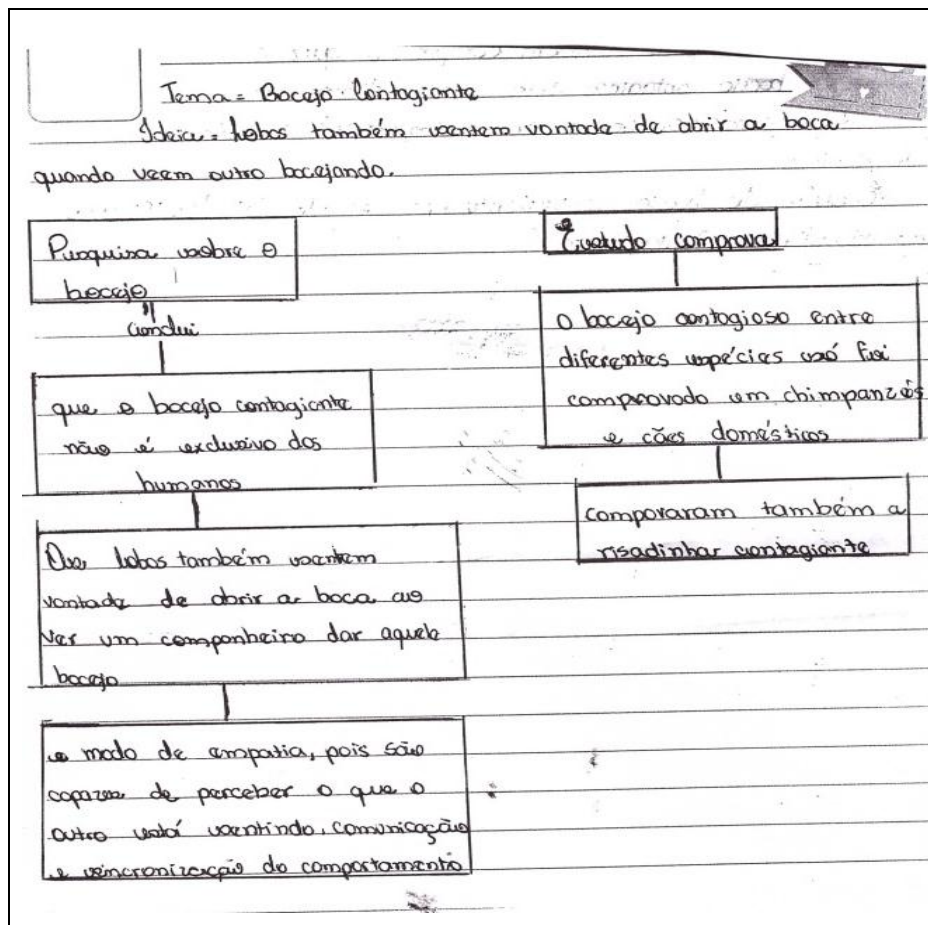 Tema = Bocejo Contagiante
Ideia = Lobos também sentem vontade de abrir a boca
quando veem outro bocejando.
Pesquisa sobre o
bocejo
conclui
que o bocejo contagiante
não é exclusivo dos
humanos
Os lobos também sentem
vontade de abrir a boca ao
ver um companheiro dar aquele
bocejo
e modo de empatia, pois são
capazes de perceber o que o
outro está sentindo, comunicação
e sincronização do comportamento
Estudo comprova
o bocejo contagioso entre
diferentes espécies só foi
comprovado em chimpanzés
e cães domésticos
compovaram também a
risadinhar contagiante